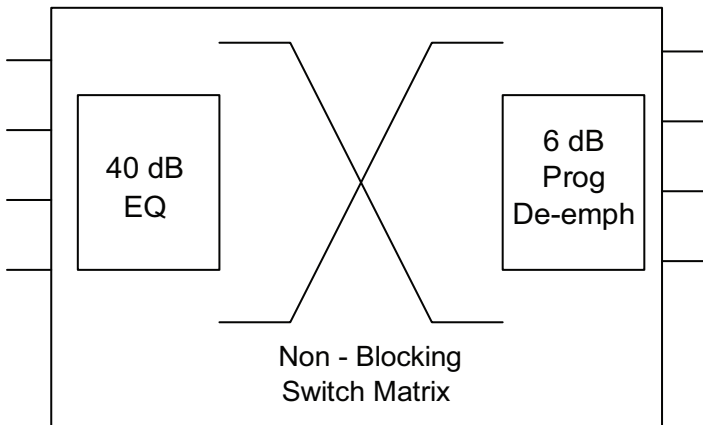 40 dB
EQ
6 dB
Prog
De-emph
Non - Blocking
Switch Matrix